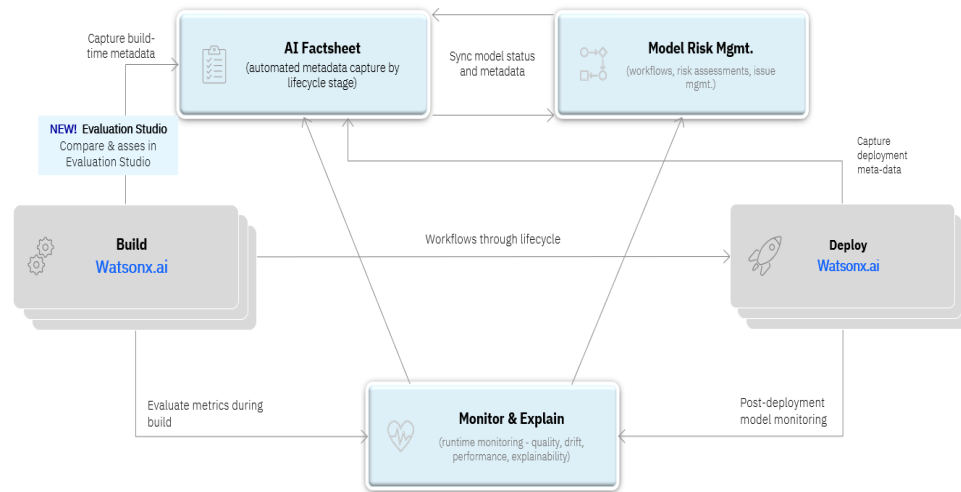 Capture build-
time metadata
AI Factsheet
(automated metadata capture by
lifecycle stage)
Sync model status
and metadata
Model Risk Mgmt.
(workflows, risk assessments, issue
mgmt.)
NEW! Evaluation Studio
Compare & asses in
Evaluation Studio
Capture
deployment
meta-data
Build
Watsonx.ai
Workflows through lifecycle
Deploy
Watsonx.ai
Evaluate metrics during
build
Monitor & Explain
(runtime monitoring - quality, drift,
performance, explainability)
Post-deployment
model monitoring